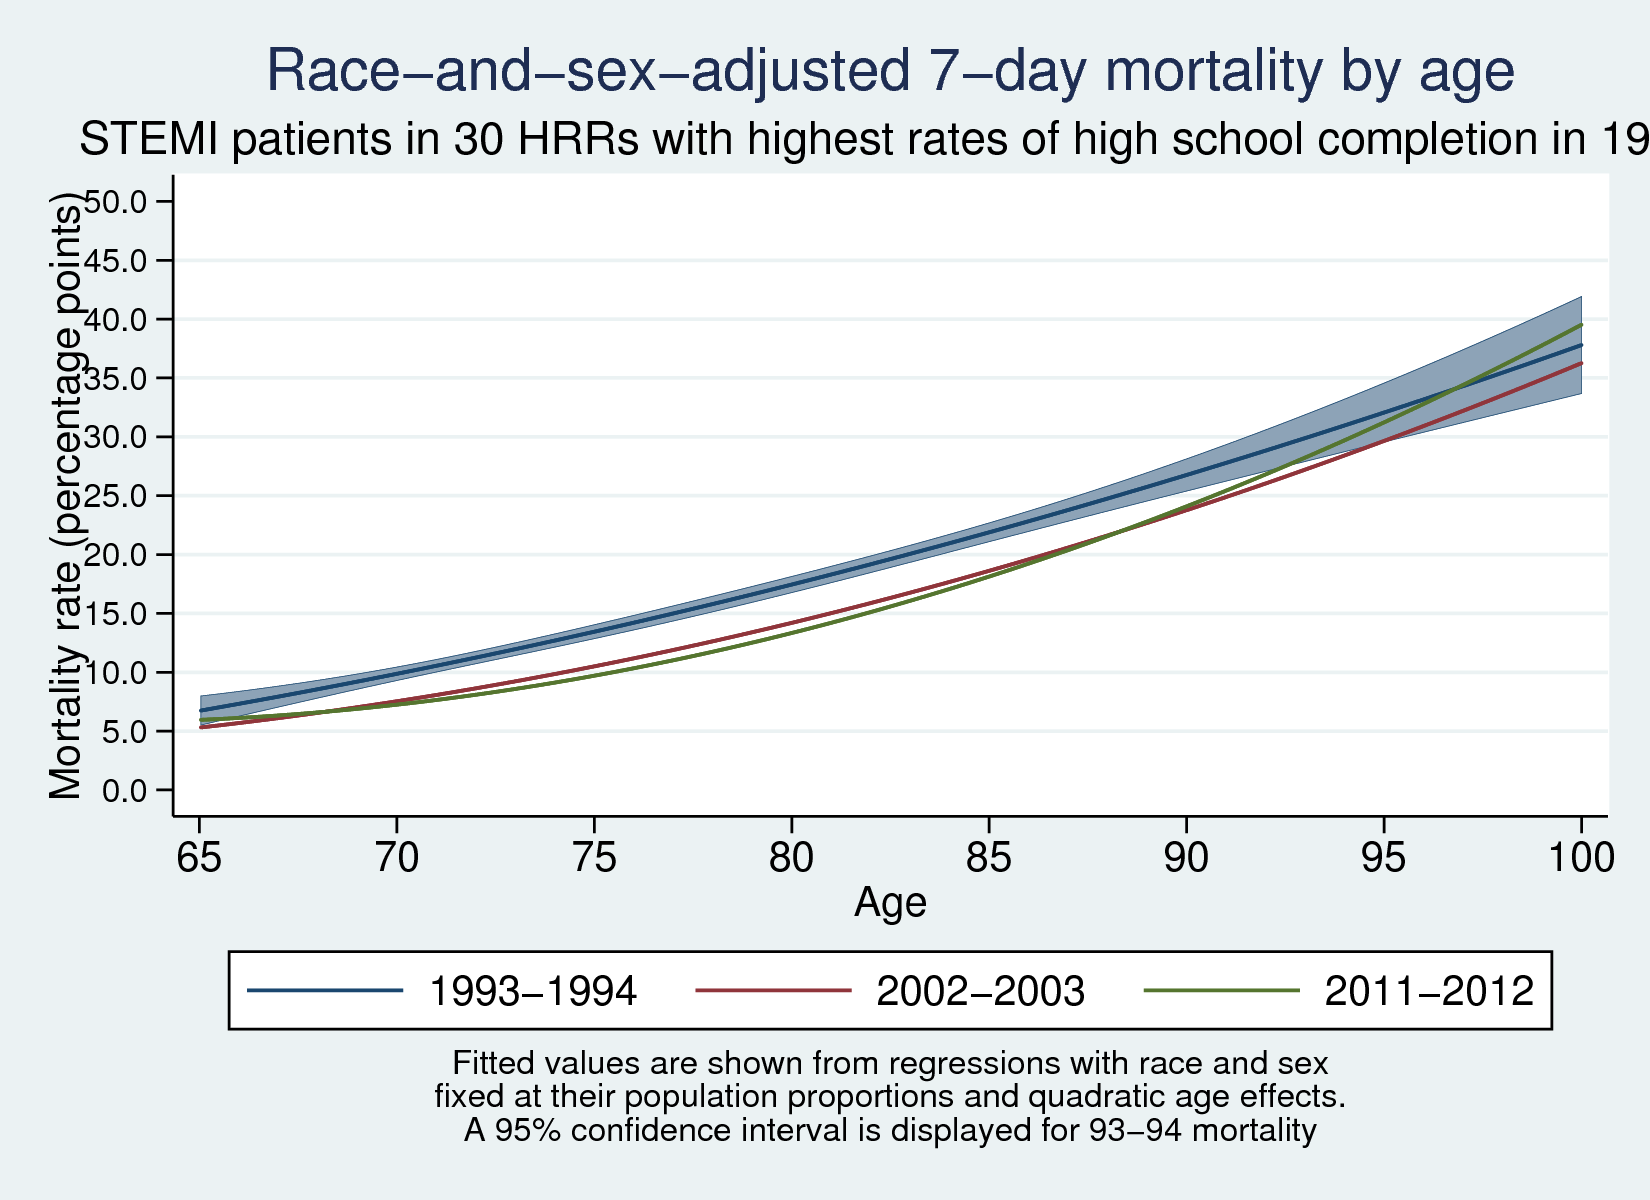 Race−and−sex−adjusted 7−day mortality by age
STEMI patients in 30 HRRs with highest rates of high school completion in 19
Mortality rate (percentage points)
50.0
45.0
40.0
35.0
30.0
25.0
20.0
15.0
10.0
5.0
0.0
65 70 75 80 85 90 95 100
Age
1993−1994 2002−2003 2011−2012
Fitted values are shown from regressions with race and sex
fixed at their population proportions and quadratic age effects.
A 95% confidence interval is displayed for 93−94 mortality